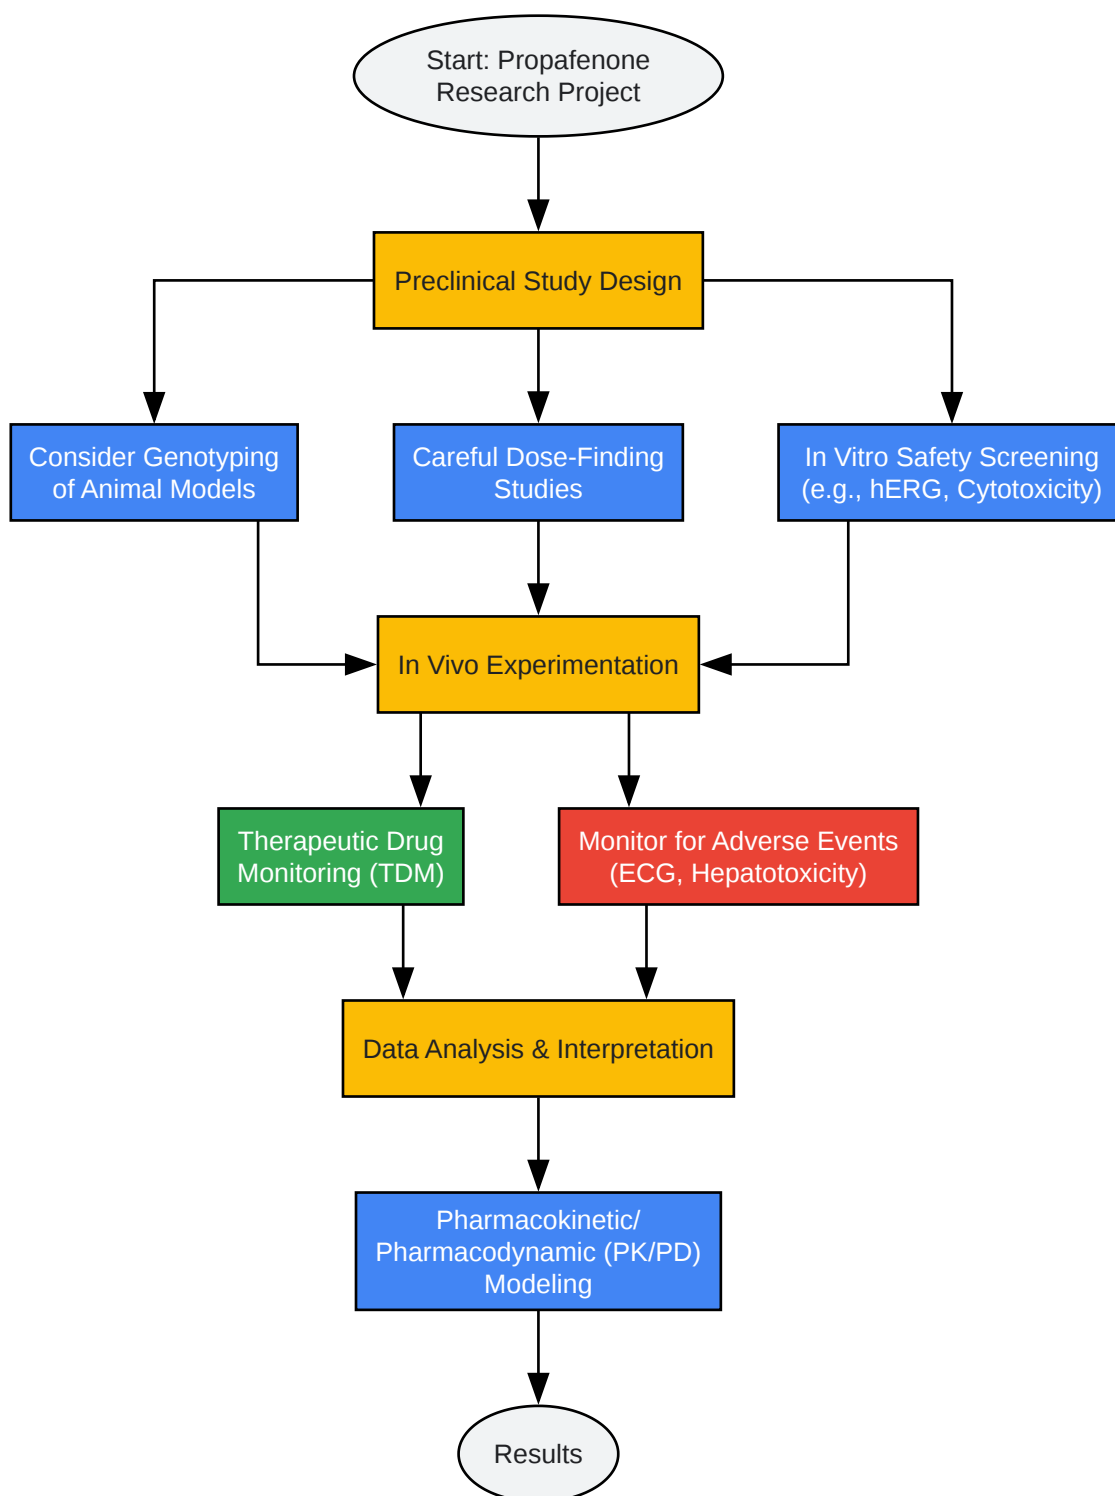 Start: Propafenone
Research Project
Preclinical Study Design
Consider Genotyping
of Animal Models
Careful Dose-Finding
Studies
In Vitro Safety Screening
(e.g., hERG, Cytotoxicity)
In Vivo Experimentation
Therapeutic Drug
Monitoring (TDM)
Monitor for Adverse Events
(ECG, Hepatotoxicity)
Data Analysis & Interpretation
Pharmacokinetic/
Pharmacodynamic (PK/PD)
Modeling
Results